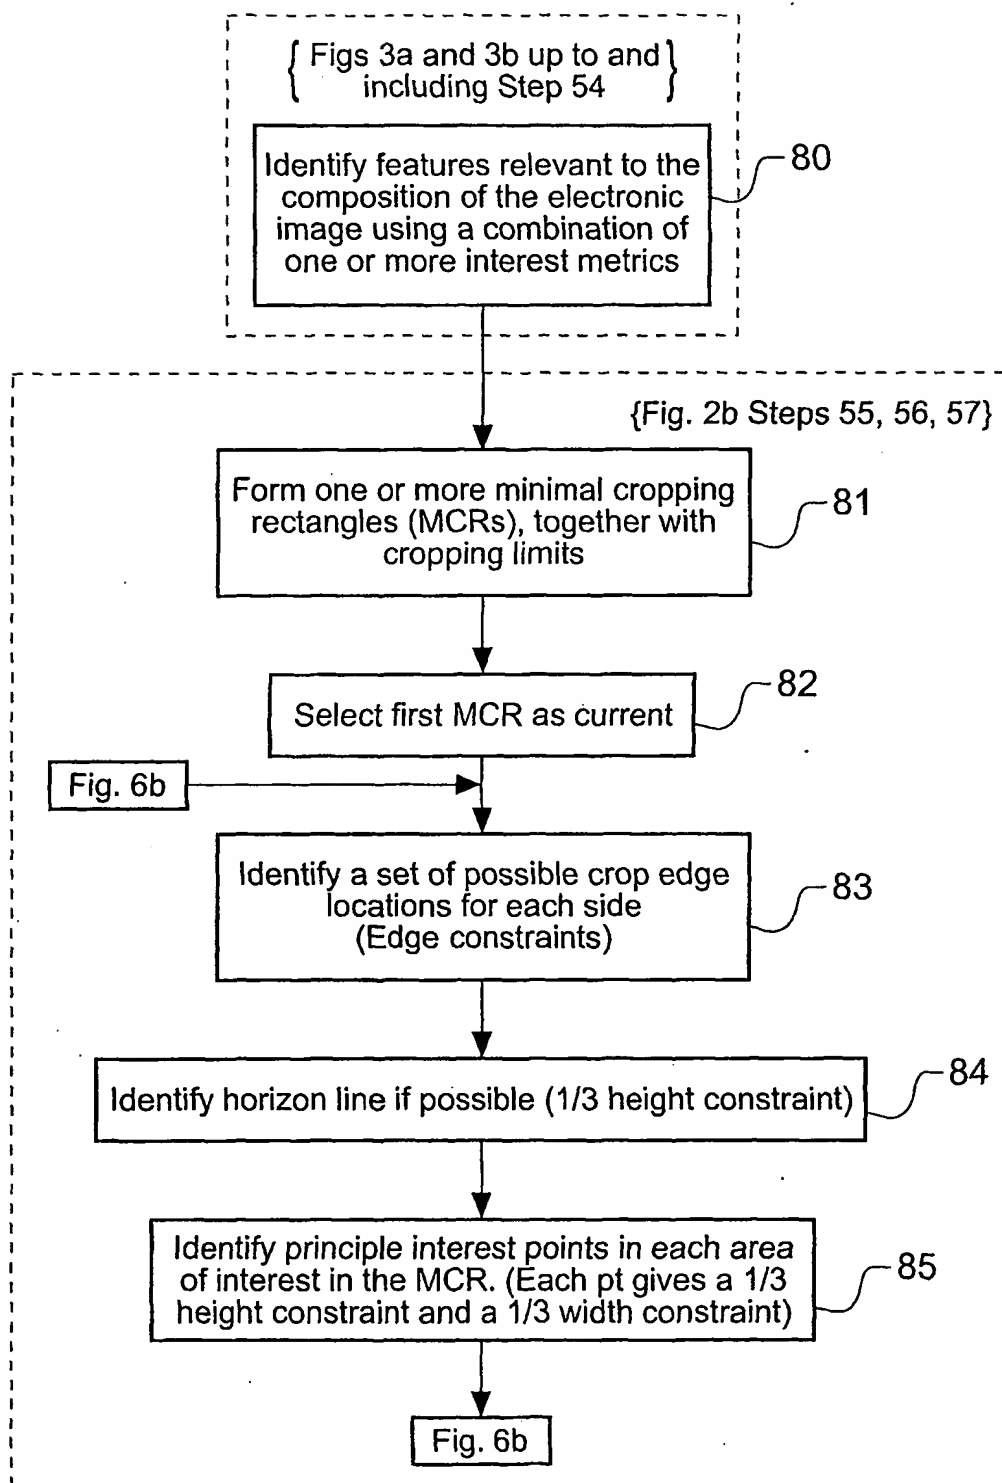 { Figs 3a and 3b up to and
including Step 54 }
Identify features relevant to the
composition of the electronic
image using a combination of
one or more interest metrics
80
{Fig. 2b Steps 55, 56, 57}
Form one or more minimal cropping
rectangles (MCRs), together with
cropping limits
81
Select first MCR as current
82
Fig. 6b
Identify a set of possible crop edge
locations for each side
(Edge constraints)
83
Identify horizon line if possible (1/3 height constraint)
84
Identify principle interest points in each area
of interest in the MCR. (Each pt gives a 1/3
height constraint and a 1/3 width constraint)
85
Fig. 6b